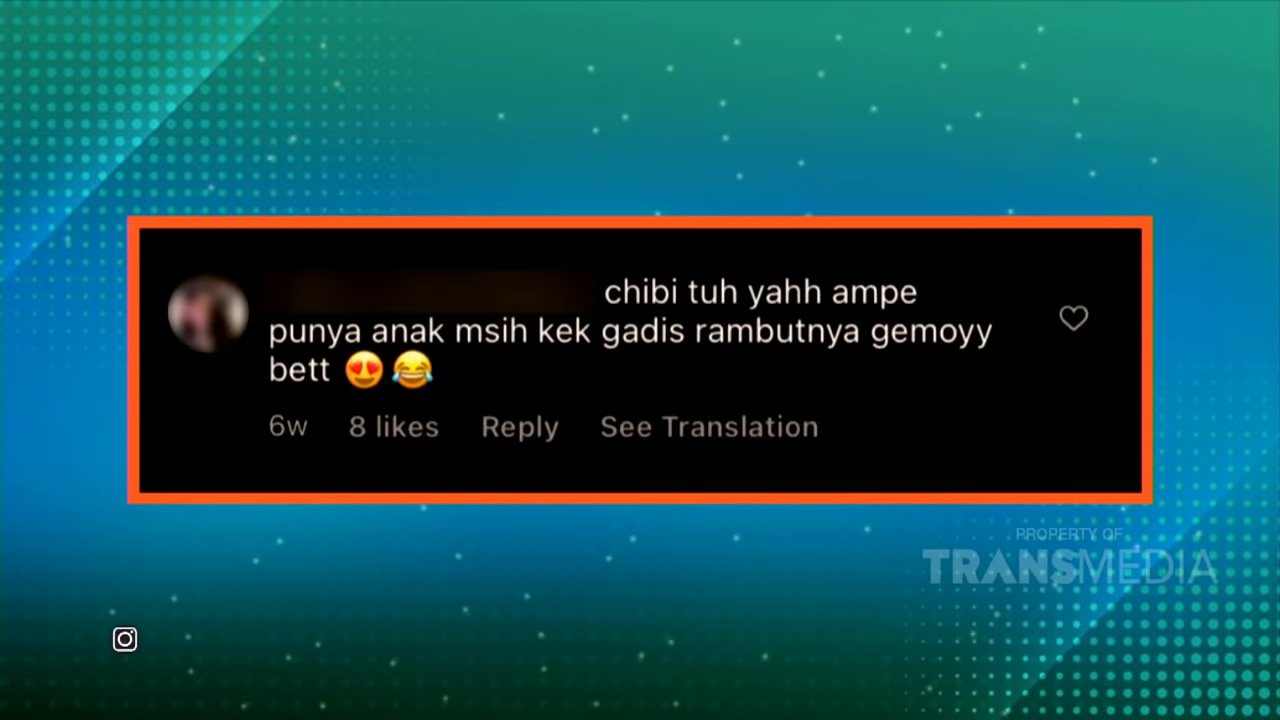 chibi tuh yahh ampe
punya anak msih kek gadis rambutnya gemoyy
bett 😍😂
6w 8 likes Reply See Translation
PROPERTY OF
TRANSMEDIA